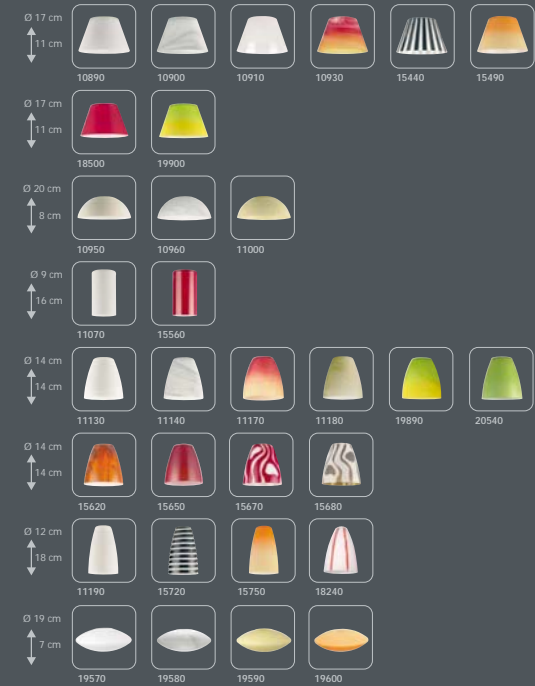 Ø 17 cm
11 cm
10890 10900 10910 10930 15440 15490
Ø 17 cm
11 cm
18500 19900
Ø 20 cm
8 cm
10950 10960 11000
Ø 9 cm
16 cm
11070 15560
Ø 14 cm
14 cm
11130 11140 11170 11180 19890 20540
Ø 14 cm
14 cm
15620 15650 15670 15680
Ø 12 cm
18 cm
11190 15720 15750 18240
Ø 19 cm
7 cm
19570 19580 19590 19600